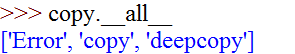 >>> copy.__all__
['Error', 'copy', 'deepcopy']